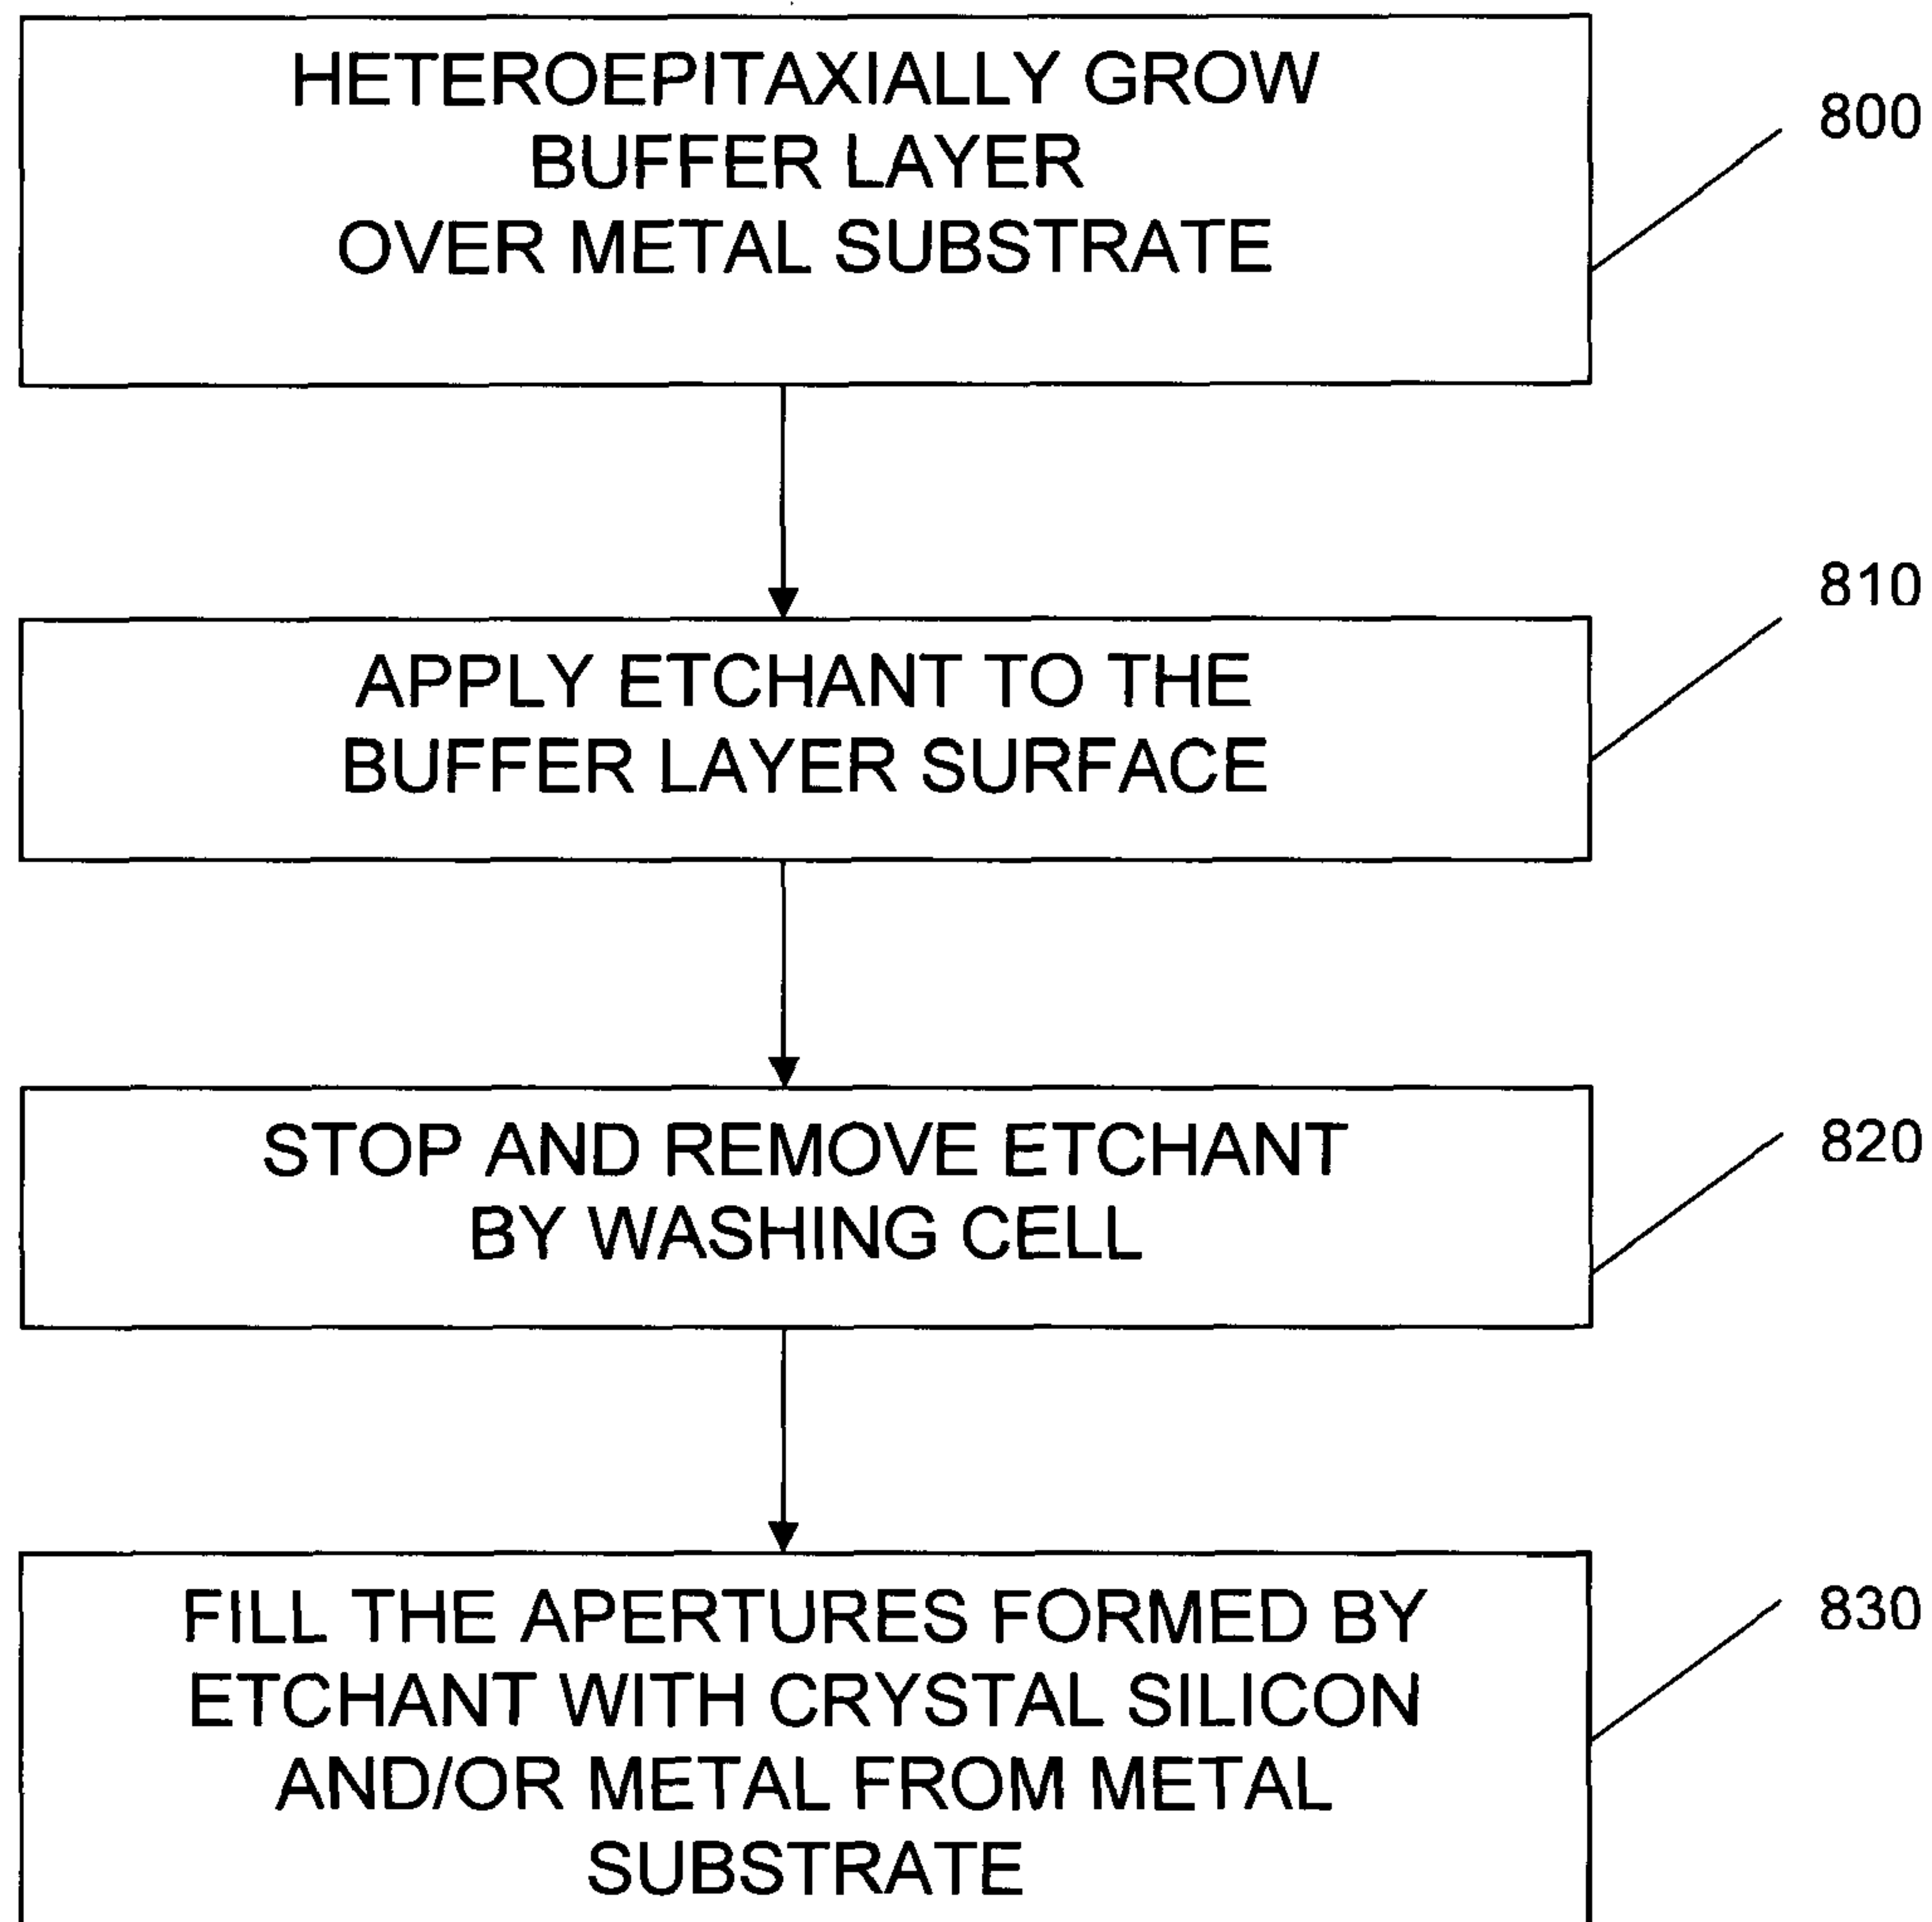 HETEROEPITAXIALLY GROW
BUFFER LAYER
OVER METAL SUBSTRATE
800
APPLY ETCHANT TO THE
BUFFER LAYER SURFACE
810
STOP AND REMOVE ETCHANT
BY WASHING CELL
820
FILL THE APERTURES FORMED BY
ETCHANT WITH CRYSTAL SILICON
AND/OR METAL FROM METAL
SUBSTRATE
830